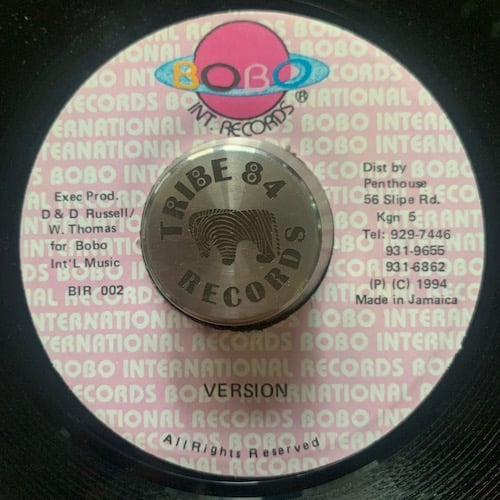 BOBO
INT. RECORDS ®
TRIBE 84
RECORDS
Exec Prod.
D & D Russell/
W. Thomas
for Bobo
Int'L Music
BIR 002
Dist by
Penthouse
56 Slipe Rd.
Kgn 5
Tel: 929-7446
931-9655
931-6862
(P) (C) 1994
Made in Jamaica
VERSION
All Rights Reserved